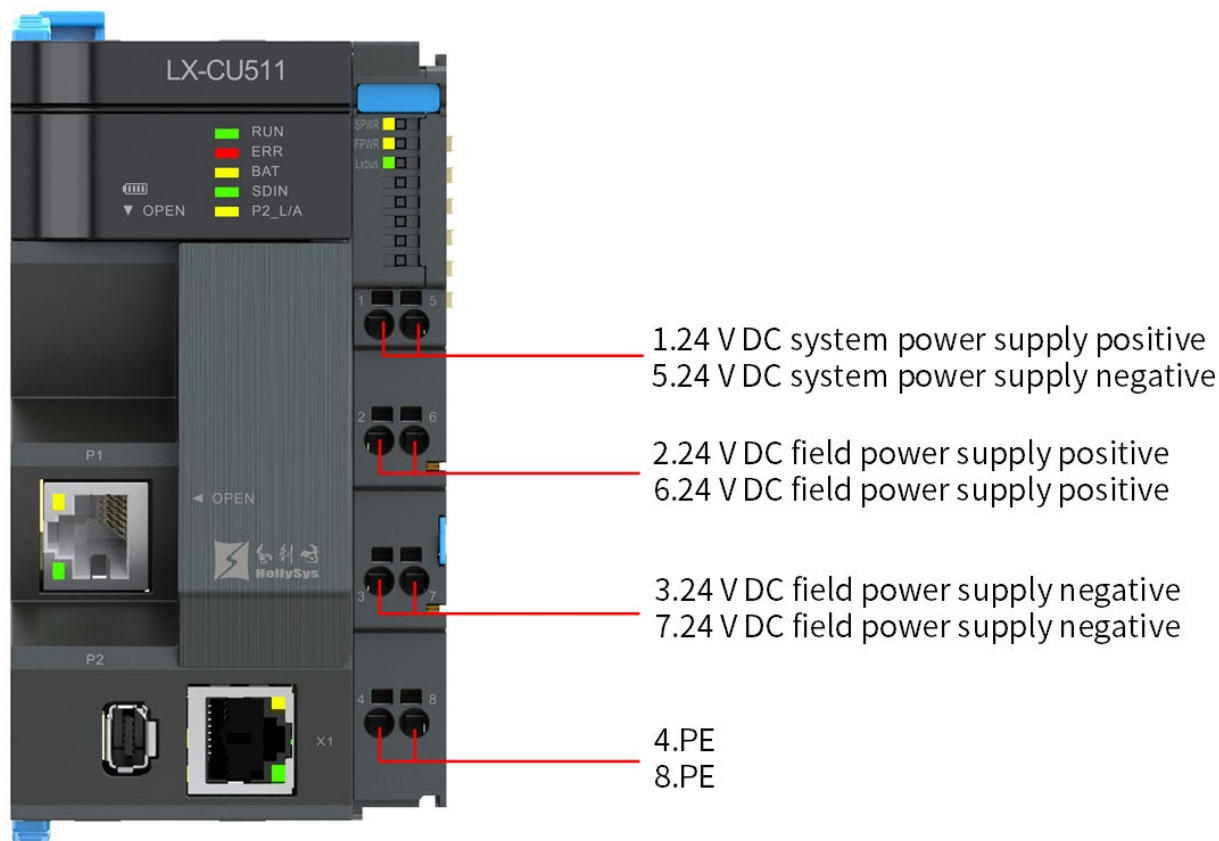 LX-CU511
RUN
ERR
BAT
SDIN
▼ OPEN
P2_L/A
SPWR
FPWR
Lxbus
1
5
1.24 V DC system power supply positive
5.24 V DC system power supply negative
2
6
2.24 V DC field power supply positive
6.24 V DC field power supply positive
P1
◄ OPEN
和利时
HollySys
3
7
3.24 V DC field power supply negative
7.24 V DC field power supply negative
P2
4
8
X1
4.PE
8.PE